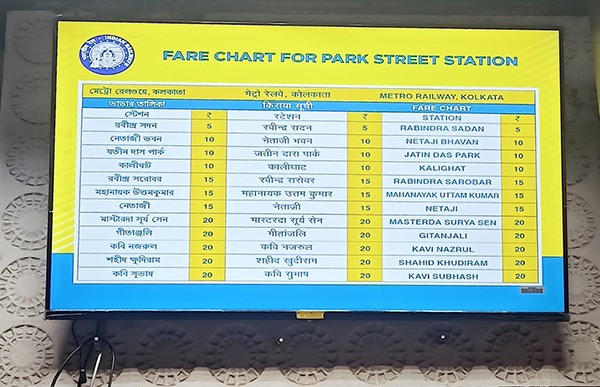 INDIAN RAILWAY
FARE CHART FOR PARK STREET STATION
মেট্রো রেলওয়ে, কলকাতা मेट्रो रेलवे, कोलकाता METRO RAILWAY, KOLKATA
ভাড়ার তালিকা किराया सूची FARE CHART
স্টেশন ₹ स्टेशन ₹ STATION ₹
রবীন্দ্র সদন 5 रवीन्द्र सदन 5 RABINDRA SADAN 5
নেতাজী ভবন 10 नेताजी भवन 10 NETAJI BHAVAN 10
যতীন দাস পার্ক 10 जतीन दास पार्क 10 JATIN DAS PARK 10
কালীঘাট 10 कालीघाट 10 KALIGHAT 10
রবীন্দ্র সরোবর 15 रवीन्द्र सरोवर 15 RABINDRA SAROBAR 15
মহানায়ক উত্তমকুমার 15 महानायक उत्तम कुमार 15 MAHANAYAK UTTAM KUMAR 15
নেতাজী 15 नेताजी 15 NETAJI 15
মাস্টারদা সূর্য সেন 20 मास्टरदा सूर्य सेन 20 MASTERDA SURYA SEN 20
গীতাঞ্জলি 20 गीतांजलि 20 GITANJALI 20
কবি নজরুল 20 कवि नजरुल 20 KAVI NAZRUL 20
শহীদ ক্ষুদিরাম 20 शहीद खुदीराम 20 SHAHID KHUDIRAM 20
কবি সুভাষ 20 कवि सुभाष 20 KAVI SUBHASH 20